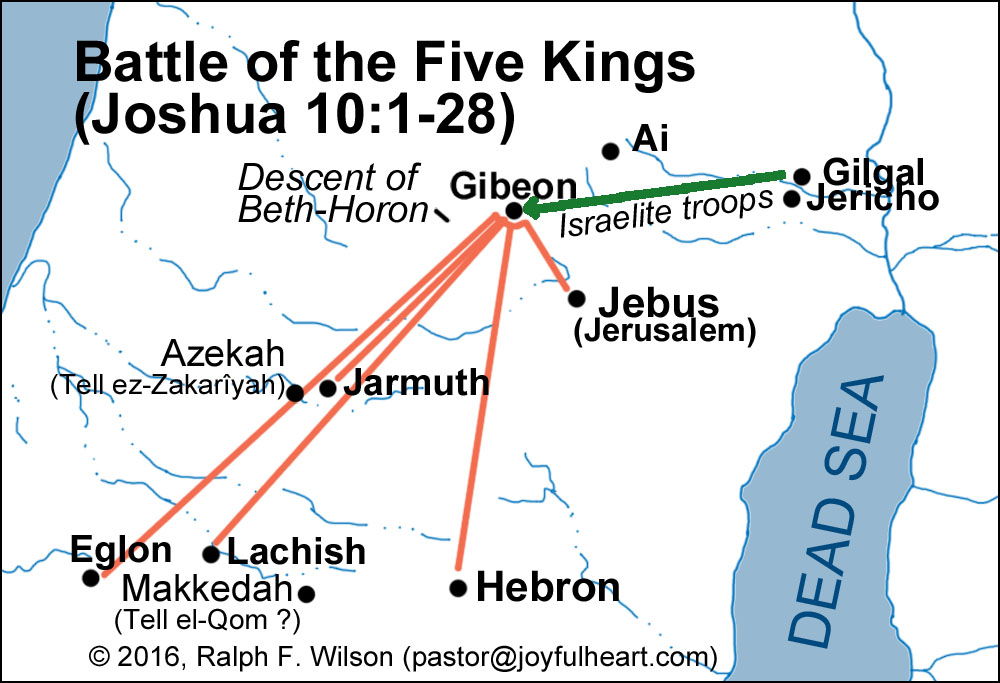 Battle of the Five Kings
(Joshua 10:1-28)
Ai
Descent of
Beth-Horon
Gibeon
Gilgal
Jericho
Israelite troops
Jebus
(Jerusalem)
Azekah
(Tell ez-Zakarîyah)
Jarmuth
DEAD SEA
Eglon
Lachish
Makkedah
(Tell el-Qom ?)
Hebron
© 2016, Ralph F. Wilson (pastor@joyfulheart.com)